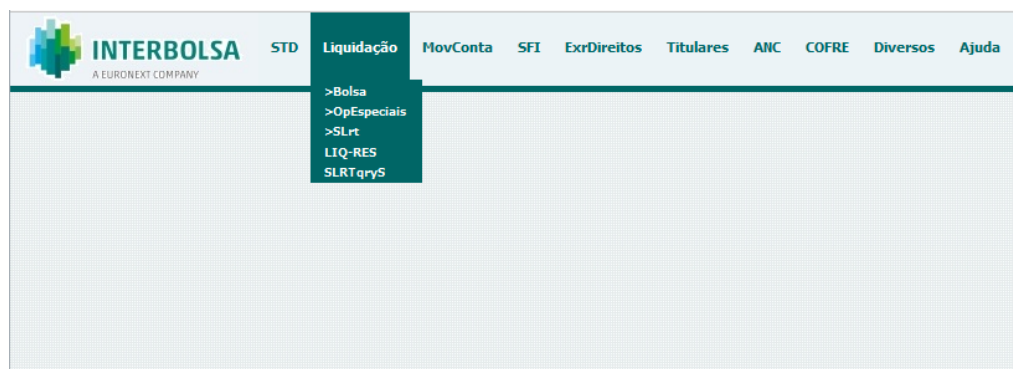 INTERBOLSA
A EURONEXT COMPANY
STD Liquidação MovConta SFI ExrDireitos Titulares ANC COFRE Diversos Ajuda
>Bolsa
>OpEspeciais
>SLrt
LIQ-RES
SLRTqryS